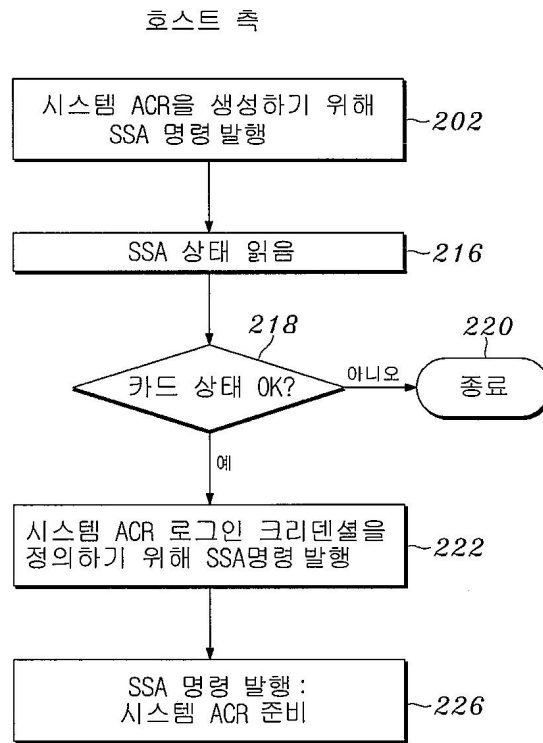 호스트 측
시스템 ACR을 생성하기 위해
SSA 명령 발행
202
SSA 상태 읽음
216
218
카드 상태 OK?
아니오
220
종료
예
시스템 ACR 로그인 크리덴셜을
정의하기 위해 SSA명령 발행
222
SSA 명령 발행 :
시스템 ACR 준비
226